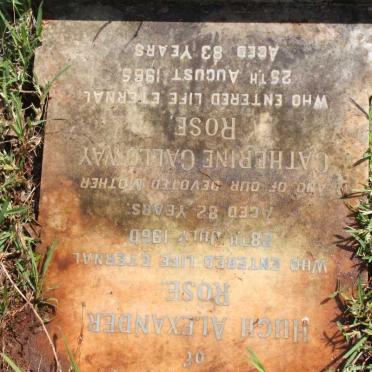 of
HUGH ALEXANDER
ROSE.
WHO ENTERED LIFE ETERNAL
28TH JULY 1960
AGED 82 YEARS.
AND OF OUR DEVOTED MOTHER
CATHERINE GALLOWAY
ROSE,
WHO ENTERED LIFE ETERNAL
25TH AUGUST 1965
AGED 83 YEARS